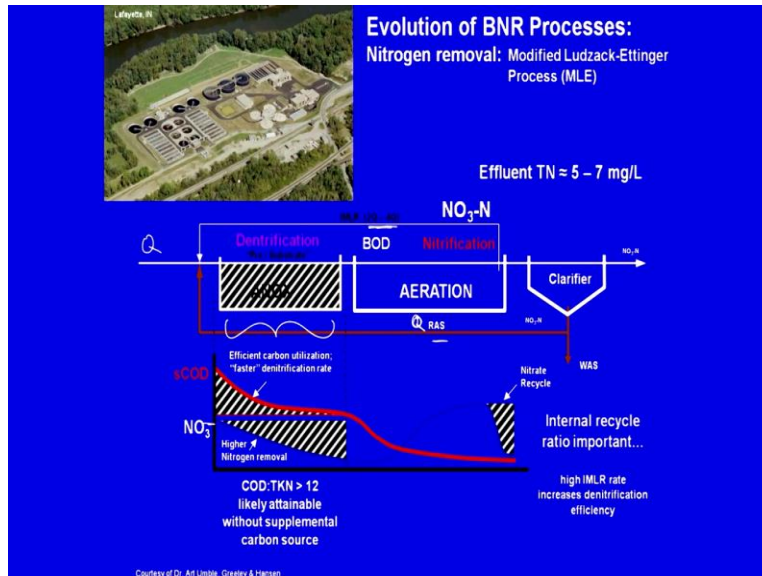 Lafayette, IN
Evolution of BNR Processes:
Nitrogen removal: Modified Ludzack-Ettinger
Process (MLE)
Effluent TN ≈ 5 – 7 mg/L
NO3-N
Q
Dentrification
BOD
Nitrification
NO3-N
AERATION
Clarifier
NO3-N
Q RAS
WAS
Efficient carbon utilization;
"faster" denitrification rate
sCOD
Nitrate
Recycle
NO3
Higher
Nitrogen removal
Internal recycle
ratio important...
COD:TKN > 12
likely attainable
without supplemental
carbon source
high IMLR rate
increases denitrification
efficiency
Courtesy of Dr. Art Umble, Greeley & Hansen